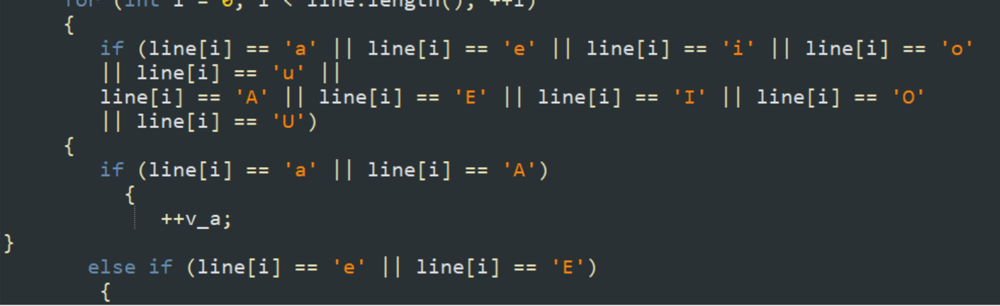 for (int i = 0; i < line.length(); ++i)
{
if (line[i] == 'a' || line[i] == 'e' || line[i] == 'i' || line[i] == 'o'
|| line[i] == 'u' ||
line[i] == 'A' || line[i] == 'E' || line[i] == 'I' || line[i] == 'O'
|| line[i] == 'U')
{
if (line[i] == 'a' || line[i] == 'A')
{
++v_a;
}
else if (line[i] == 'e' || line[i] == 'E')
{